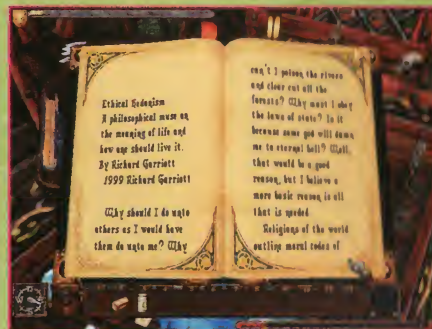 Ethical Hedonism
A philosophical muse on
the meaning of life and
how one should live it.
By Richard Garriott
1999 Richard Garriott
Why should I do unto
others as I would have
them do unto me? Why
can't I poison the rivers
and clear cut all the
forests? Why must I obey
the laws of state? Is it
because some god will damn
me to eternal hell? Well,
that would be a good
reason, but I believe a
more basic reason is all
that is needed
Religions of the world
outline moral codes of